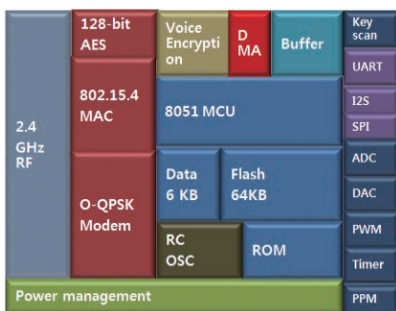 2.4
GHz
RF
128-bit
AES
802.15.4
MAC
O-QPSK
Modem
Voice
Encrypti
on
D
MA
Buffer
8051 MCU
Data
6 KB
Flash
64KB
RC
OSC
ROM
Power management
Key
scan
UART
I2S
SPI
ADC
DAC
PWM
Timer
PPM